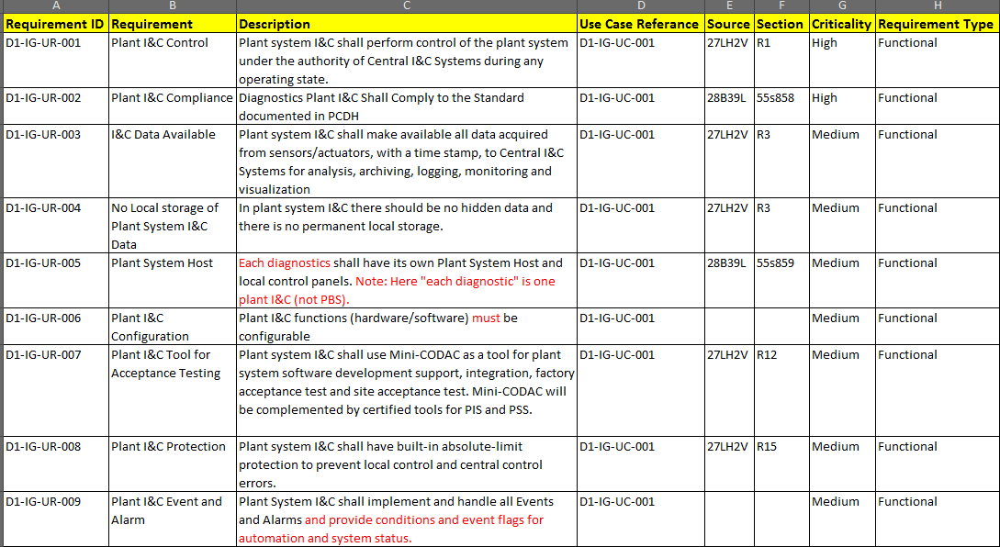 A B C D E F G H
Requirement ID Requirement Description Use Case Referance Source Section Criticality Requirement Type
D1-IG-UR-001 Plant I&C Control Plant system I&C shall perform control of the plant system D1-IG-UC-001 27LH2V R1 High Functional
under the authority of Central I&C Systems during any
operating state.
D1-IG-UR-002 Plant I&C Compliance Diagnostics Plant I&C Shall Comply to the Standard D1-IG-UC-001 28B39L 55s858 High Functional
documented in PCDH
D1-IG-UR-003 I&C Data Available Plant system I&C shall make available all data acquired D1-IG-UC-001 27LH2V R3 Medium Functional
from sensors/actuators, with a time stamp, to Central I&C
Systems for analysis, archiving, logging, monitoring and
visualization
D1-IG-UR-004 No Local storage of In plant system I&C there should be no hidden data and D1-IG-UC-001 27LH2V R3 Medium Functional
Plant System I&C there is no permanent local storage.
Data
D1-IG-UR-005 Plant System Host Each diagnostics shall have its own Plant System Host and D1-IG-UC-001 28B39L 55s859 Medium Functional
local control panels. Note: Here "each diagnostic" is one
plant I&C (not PBS).
D1-IG-UR-006 Plant I&C Plant I&C functions (hardware/software) must be D1-IG-UC-001 Medium Functional
Configuration configurable
D1-IG-UR-007 Plant I&C Tool for Plant system I&C shall use Mini-CODAC as a tool for plant D1-IG-UC-001 27LH2V R12 Medium Functional
Acceptance Testing system software development support, integration, factory
acceptance test and site acceptance test. Mini-CODAC will
be complemented by certified tools for PIS and PSS.
D1-IG-UR-008 Plant I&C Protection Plant system I&C shall have built-in absolute-limit D1-IG-UC-001 27LH2V R15 Medium Functional
protection to prevent local control and central control
errors.
D1-IG-UR-009 Plant I&C Event and Plant System I&C shall implement and handle all Events D1-IG-UC-001 Medium Functional
Alarm and Alarms and provide conditions and event flags for
automation and system status.